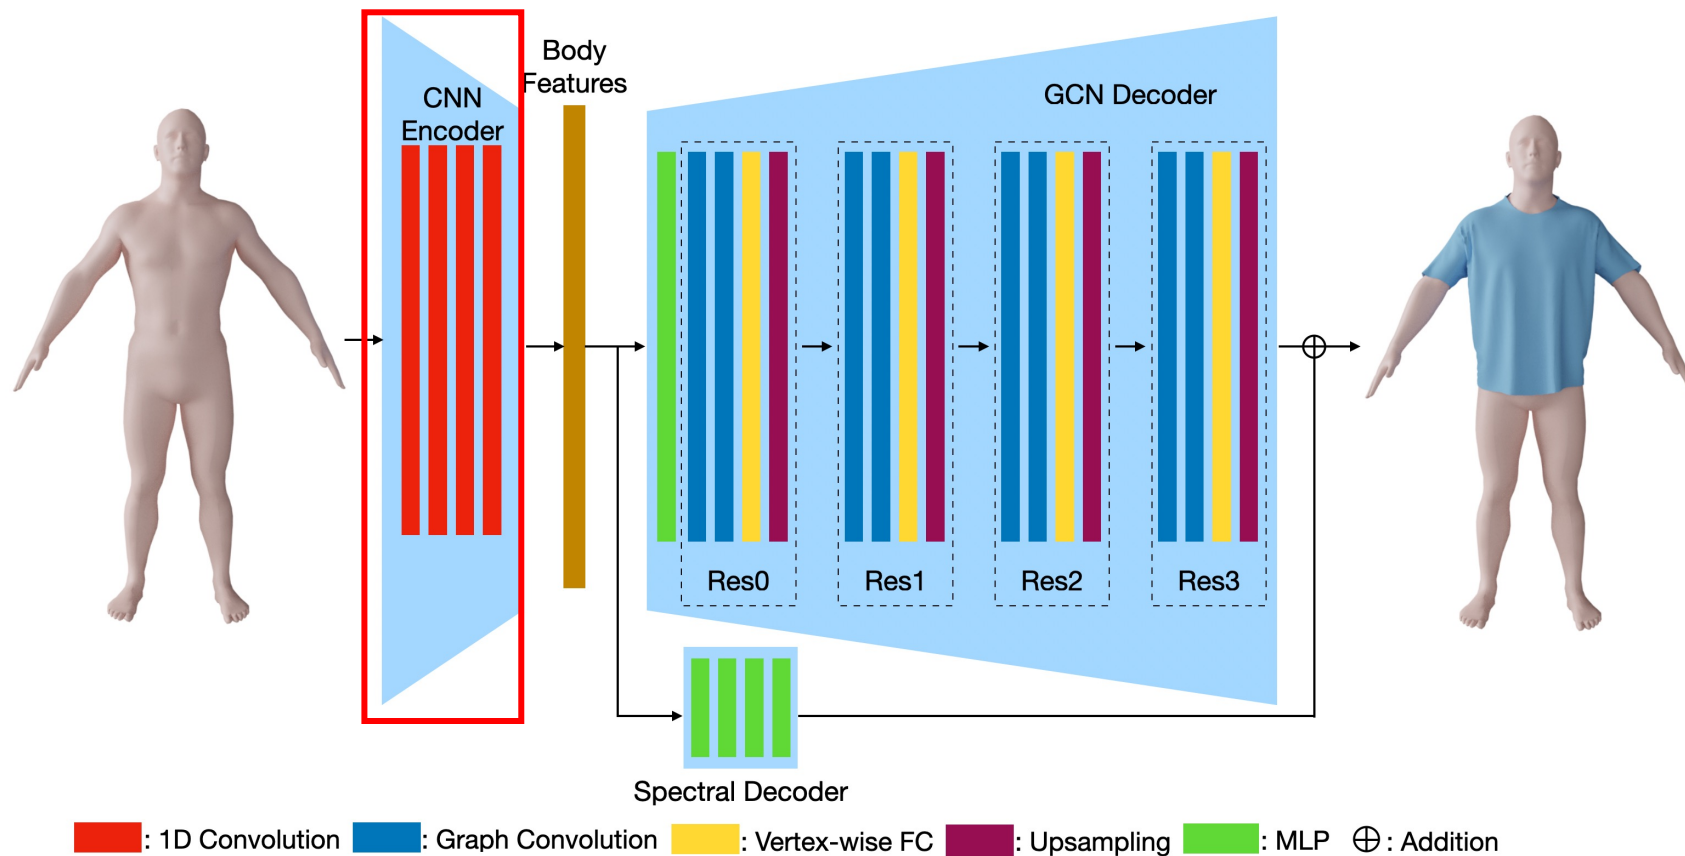 Body
Features
CNN
Encoder
GCN Decoder
Res0
Res1
Res2
Res3
Spectral Decoder
: 1D Convolution : Graph Convolution : Vertex-wise FC : Upsampling : MLP : Addition